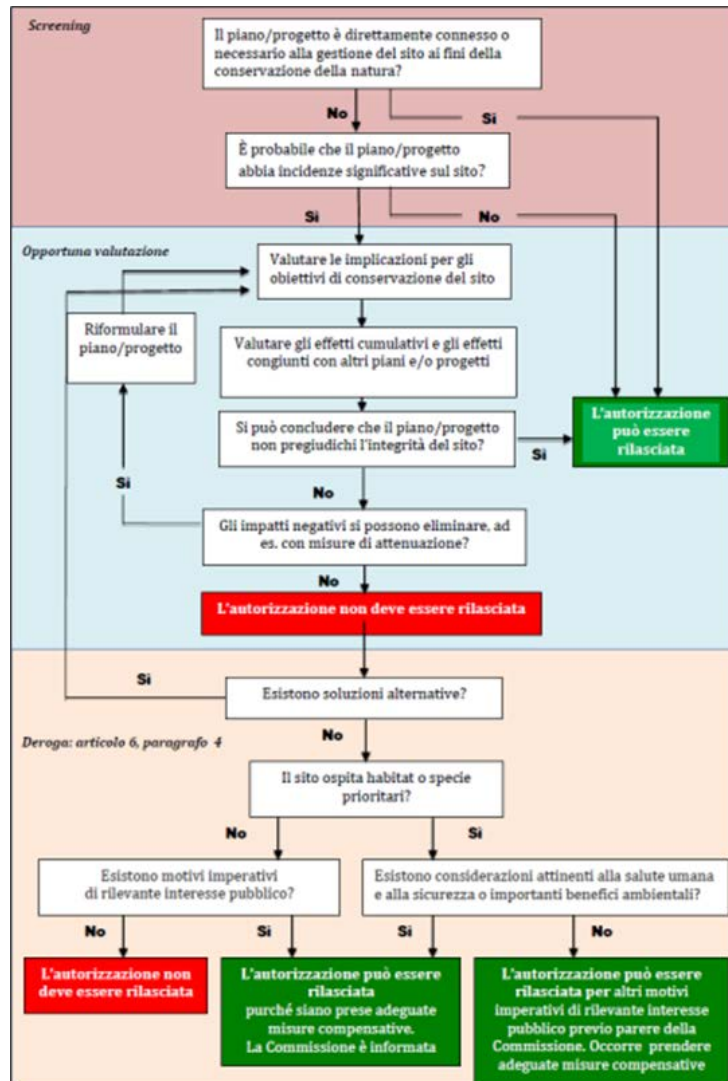 Screening
Il piano/progetto è direttamente connesso o
necessario alla gestione del sito ai fini della
conservazione della natura?
No
Sì
È probabile che il piano/progetto
abbia incidenze significative sul sito?
Sì
No
Opportuna valutazione
Valutare le implicazioni per gli
obiettivi di conservazione del sito
Riformulare il
piano/progetto
Valutare gli effetti cumulativi e gli effetti
congiunti con altri piani e/o progetti
L'autorizzazione
può essere
rilasciata
Si può concludere che il piano/progetto
non pregiudichi l'integrità del sito?
Sì
Sì
No
Gli impatti negativi si possono eliminare, ad
es. con misure di attenuazione?
No
L'autorizzazione non deve essere rilasciata
Sì
Esistono soluzioni alternative?
No
Deroga: articolo 6, paragrafo 4
Il sito ospita habitat o specie
prioritari?
No
Sì
Esistono motivi imperativi
di rilevante interesse pubblico?
Esistono considerazioni attinenti alla salute umana
e alla sicurezza o importanti benefici ambientali?
No
Sì
Sì
No
L'autorizzazione non
deve essere rilasciata
L'autorizzazione può essere
rilasciata
purché siano prese adeguate
misure compensative.
La Commissione è informata
L'autorizzazione può essere
rilasciata per altri motivi
imperativi di rilevante interesse
pubblico previo parere della
Commissione. Occorre prendere
adeguate misure compensative